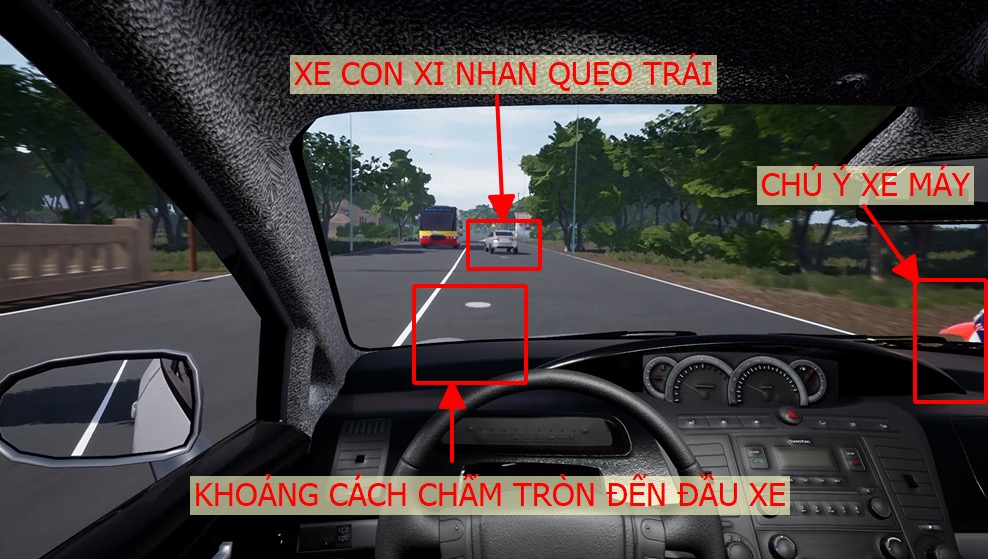 XE CON XI NHAN QUẸO TRÁI
CHÚ Ý XE MÁY
KHOẢNG CÁCH CHẤM TRÒN ĐẾN ĐẦU XE